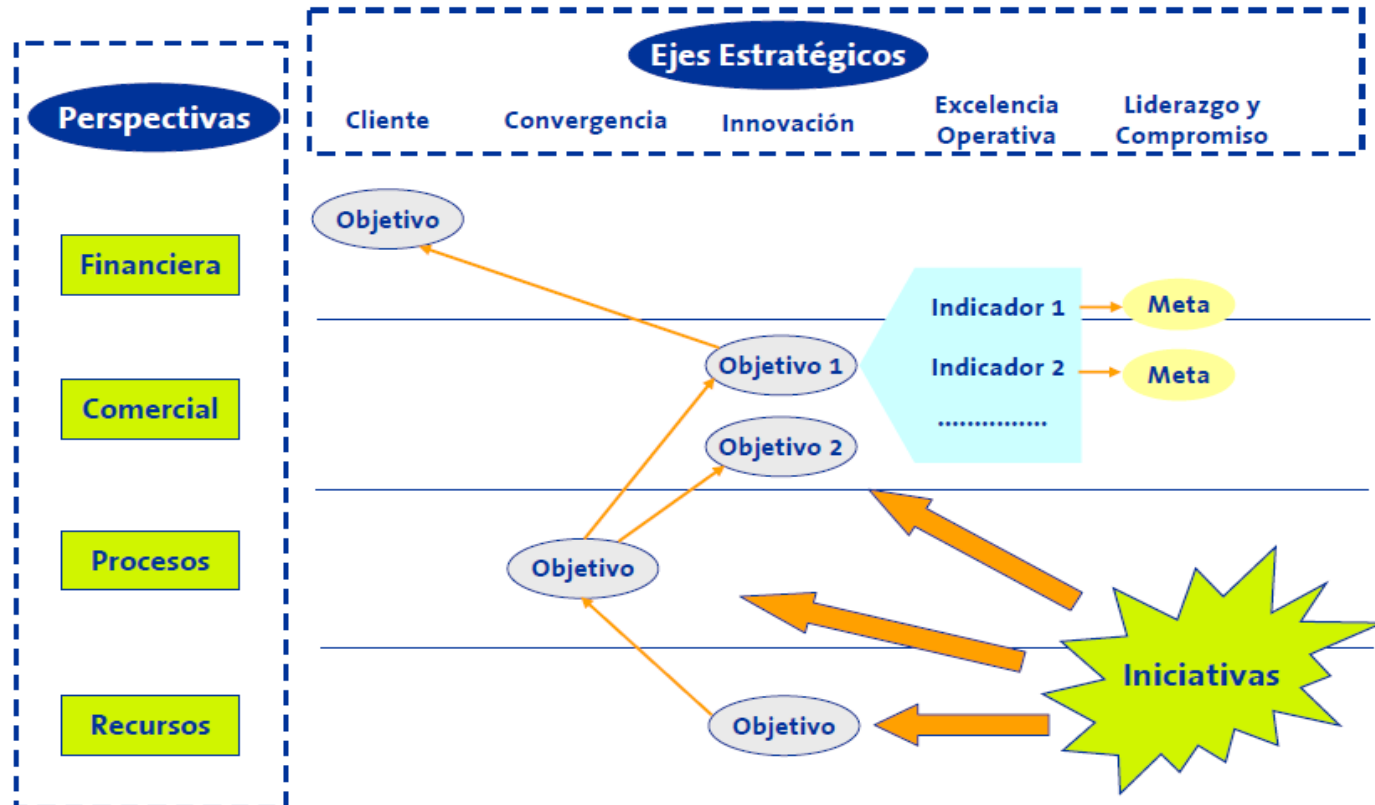 Ejes Estratégicos
Perspectivas
Cliente
Convergencia
Innovación
Excelencia
Operativa
Liderazgo y
Compromiso
Objetivo
Financiera
Indicador 1
Meta
Objetivo 1
Indicador 2
Meta
Comercial
...............
Objetivo 2
Procesos
Objetivo
Iniciativas
Recursos
Objetivo